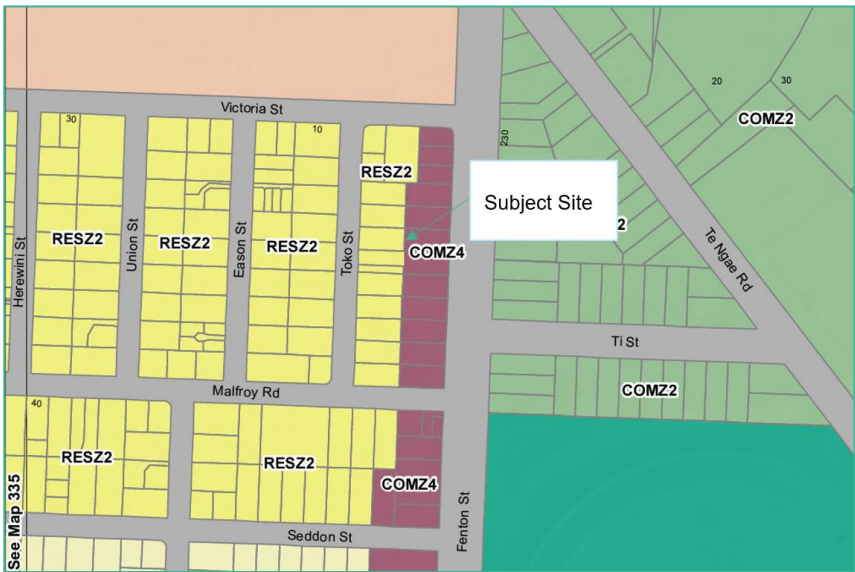 Victoria St
30
10
20
30
COMZ2
230
RESZ2
Subject Site
2
RESZ2
RESZ2
RESZ2
COMZ4
Herewini St
Union St
Eason St
Toko St
Te Ngae Rd
Ti St
Malfroy Rd
COMZ2
40
RESZ2
RESZ2
COMZ4
See Map 335
Fenton St
Seddon St